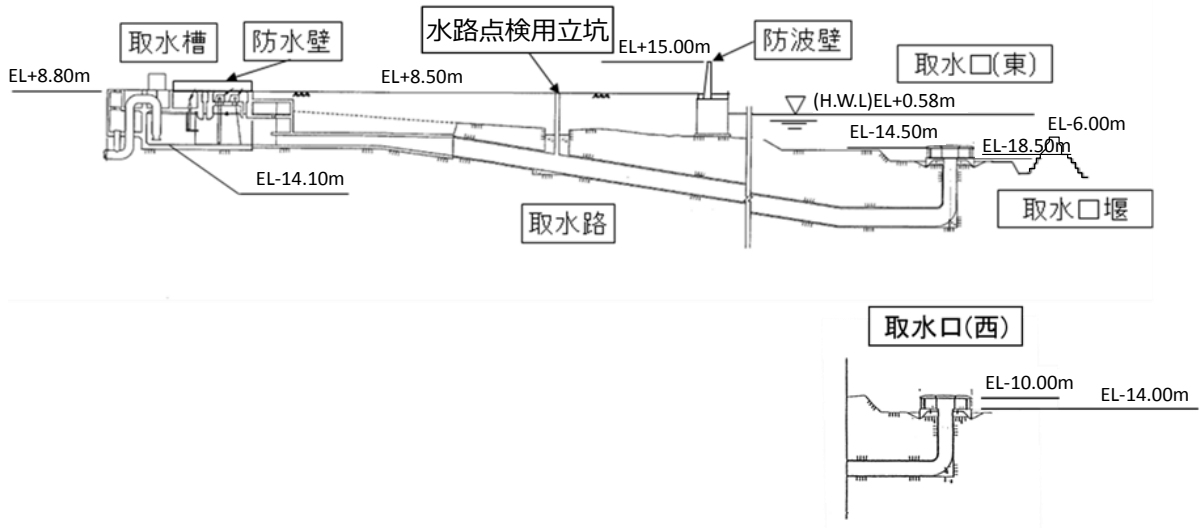 取水槽
防水壁
水路点検用立坑
EL+15.00m
防波壁
取水口(東)
EL+8.80m
EL+8.50m
(H.W.L)EL+0.58m
EL-14.50m
EL-6.00m
EL-18.50m
EL-14.10m
取水路
取水口堰
取水口(西)
EL-10.00m
EL-14.00m